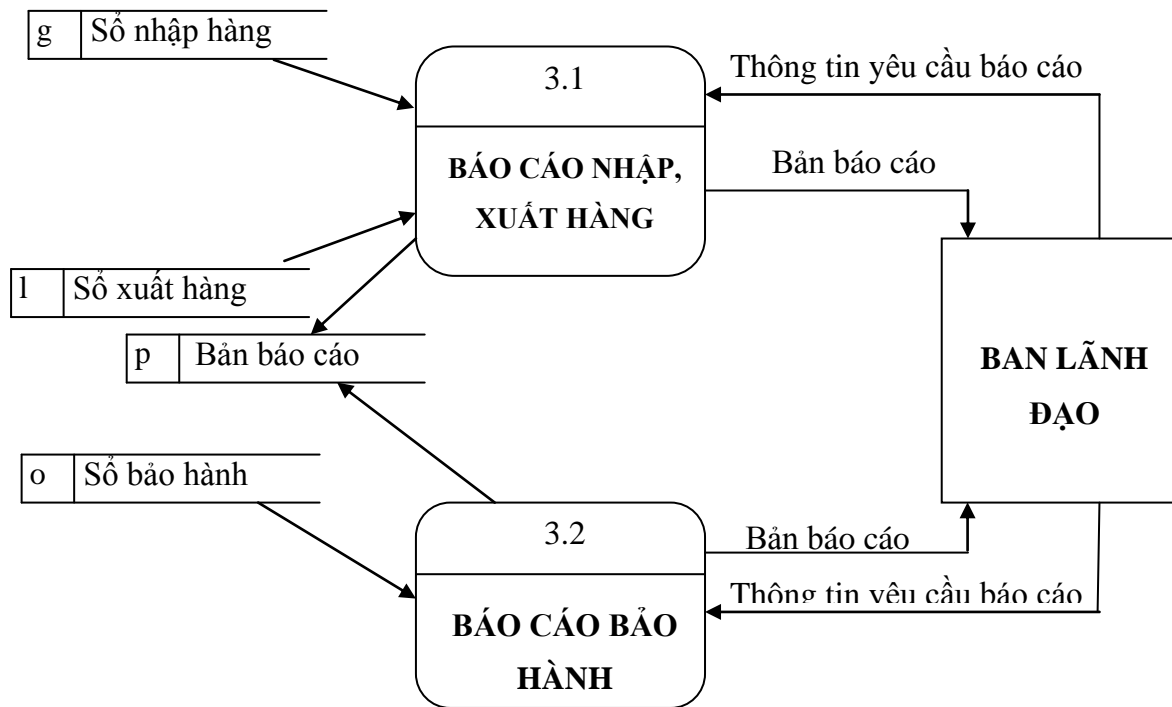 g Sổ nhập hàng
3.1
Thông tin yêu cầu báo cáo
BÁO CÁO NHẬP,
XUẤT HÀNG
Bản báo cáo
l Sổ xuất hàng
p Bản báo cáo
BAN LÃNH
ĐẠO
o Sổ bảo hành
3.2
Bản báo cáo
Thông tin yêu cầu báo cáo
BÁO CÁO BẢO
HÀNH